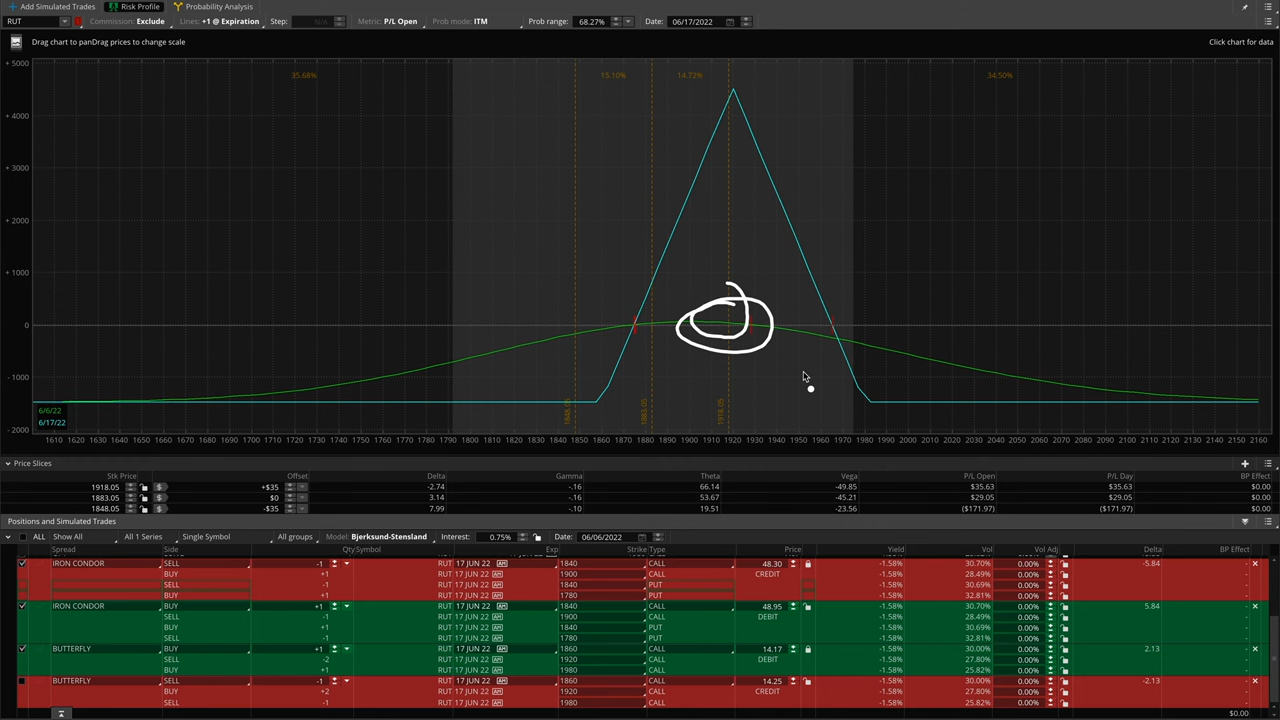 Add Simulated Trades Risk Profile Probability Analysis
RUT Commission: Exclude Lines: +1 @ Expiration Step: N/A Metric: P/L Open Prob mode: ITM Prob range: 68.27% Date: 06/17/2022
Drag chart to panDrag prices to change scale Click chart for data
+ 5000
35.68% 15.10% 14.72% 34.50%
+ 4000
+ 3000
+ 2000
+ 1000
0
- 1000
1848.05 1883.05 1918.05
6/6/22
6/17/22
- 2000
1610 1620 1630 1640 1650 1660 1670 1680 1690 1700 1710 1720 1730 1740 1750 1760 1770 1780 1790 1800 1810 1820 1830 1840 1850 1860 1870 1880 1890 1900 1910 1920 1930 1940 1950 1960 1970 1980 1990 2000 2010 2020 2030 2040 2050 2060 2070 2080 2090 2100 2110 2120 2130 2140 2150 2160
Price Slices
Stk Price Offset Delta Gamma Theta Vega P/L Open P/L Day BP Effect
1918.05 +$35 -2.74 -.16 66.14 -49.85 $35.63 $35.63 $0.00
1883.05 $0 3.14 -.16 53.67 -45.21 $29.05 $29.05 $0.00
1848.05 -$35 7.99 -.10 19.51 -23.56 ($171.97) ($171.97) $0.00
Positions and Simulated Trades
ALL Show All All 1 Series Single Symbol All groups Model: Bjerksund-Stensland Interest: 0.75% Date: 06/06/2022
Spread Side Qty Symbol Exp Strike Type Price Yield Vol Vol Adj Delta BP Effect
IRON CONDOR SELL -1 RUT 17 JUN 22 AM 1840 CALL 48.30 -1.58% 30.70% 0.00% -5.84 -
BUY +1 RUT 17 JUN 22 AM 1900 CALL CREDIT -1.58% 28.49% 0.00% -
SELL -1 RUT 17 JUN 22 AM 1840 PUT -1.58% 30.69% 0.00% -
BUY +1 RUT 17 JUN 22 AM 1780 PUT -1.58% 32.81% 0.00% -
IRON CONDOR BUY +1 RUT 17 JUN 22 AM 1840 CALL 48.95 -1.58% 30.70% 0.00% 5.84 -
SELL -1 RUT 17 JUN 22 AM 1900 CALL DEBIT -1.58% 28.49% 0.00% -
BUY +1 RUT 17 JUN 22 AM 1840 PUT -1.58% 30.69% 0.00% -
SELL -1 RUT 17 JUN 22 AM 1780 PUT -1.58% 32.81% 0.00% -
BUTTERFLY BUY +1 RUT 17 JUN 22 AM 1860 CALL 14.17 -1.58% 30.00% 0.00% 2.13 -
SELL -2 RUT 17 JUN 22 AM 1920 CALL DEBIT -1.58% 27.80% 0.00% -
BUY +1 RUT 17 JUN 22 AM 1980 CALL -1.58% 25.82% 0.00% -
BUTTERFLY SELL -1 RUT 17 JUN 22 AM 1860 CALL 14.25 -1.58% 30.00% 0.00% -2.13 -
BUY +2 RUT 17 JUN 22 AM 1920 CALL CREDIT -1.58% 27.80% 0.00% -
SELL -1 RUT 17 JUN 22 AM 1980 CALL -1.58% 25.82% 0.00% -
$0.00